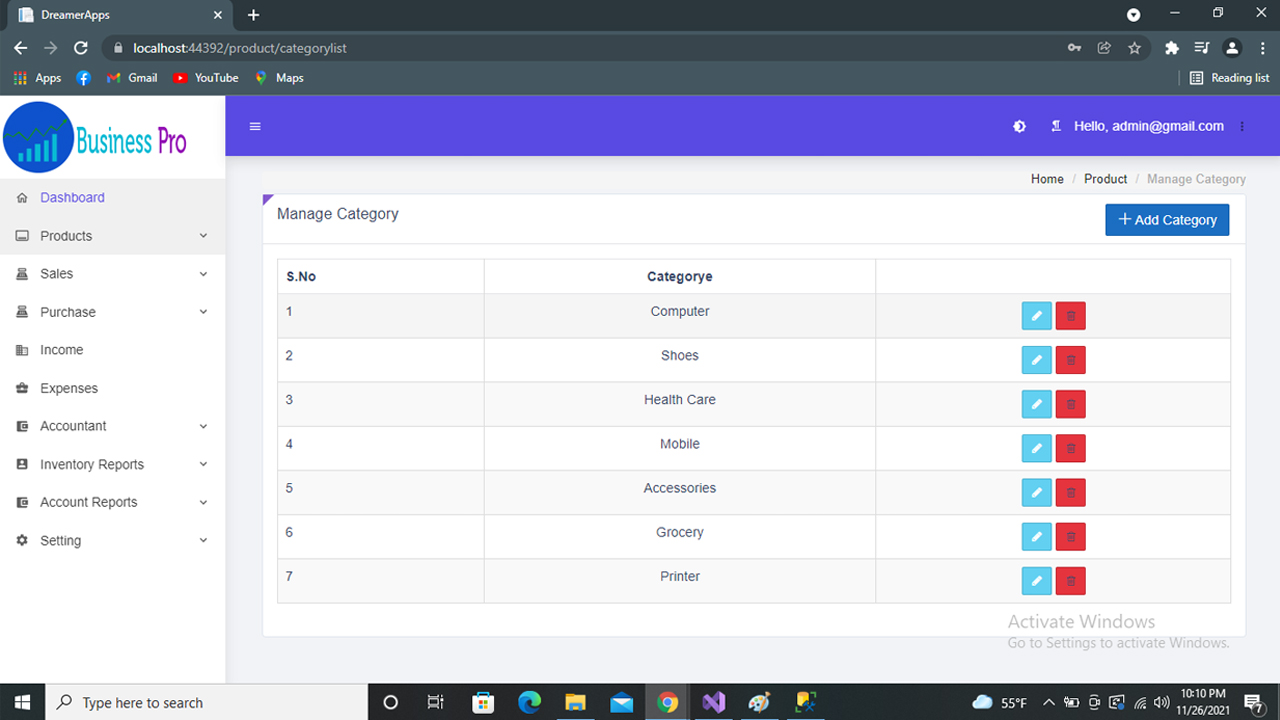 DreamerApps
localhost:44392/product/categorylist
Apps Gmail YouTube Maps Reading list
Business Pro
Hello, admin@gmail.com
Home / Product / Manage Category
Dashboard
Products
Sales
Purchase
Income
Expenses
Accountant
Inventory Reports
Account Reports
Setting
Manage Category
+ Add Category
S.No Categorye
1 Computer
2 Shoes
3 Health Care
4 Mobile
5 Accessories
6 Grocery
7 Printer
Activate Windows
Go to Settings to activate Windows.
Type here to search
55°F
10:10 PM
11/26/2021
7